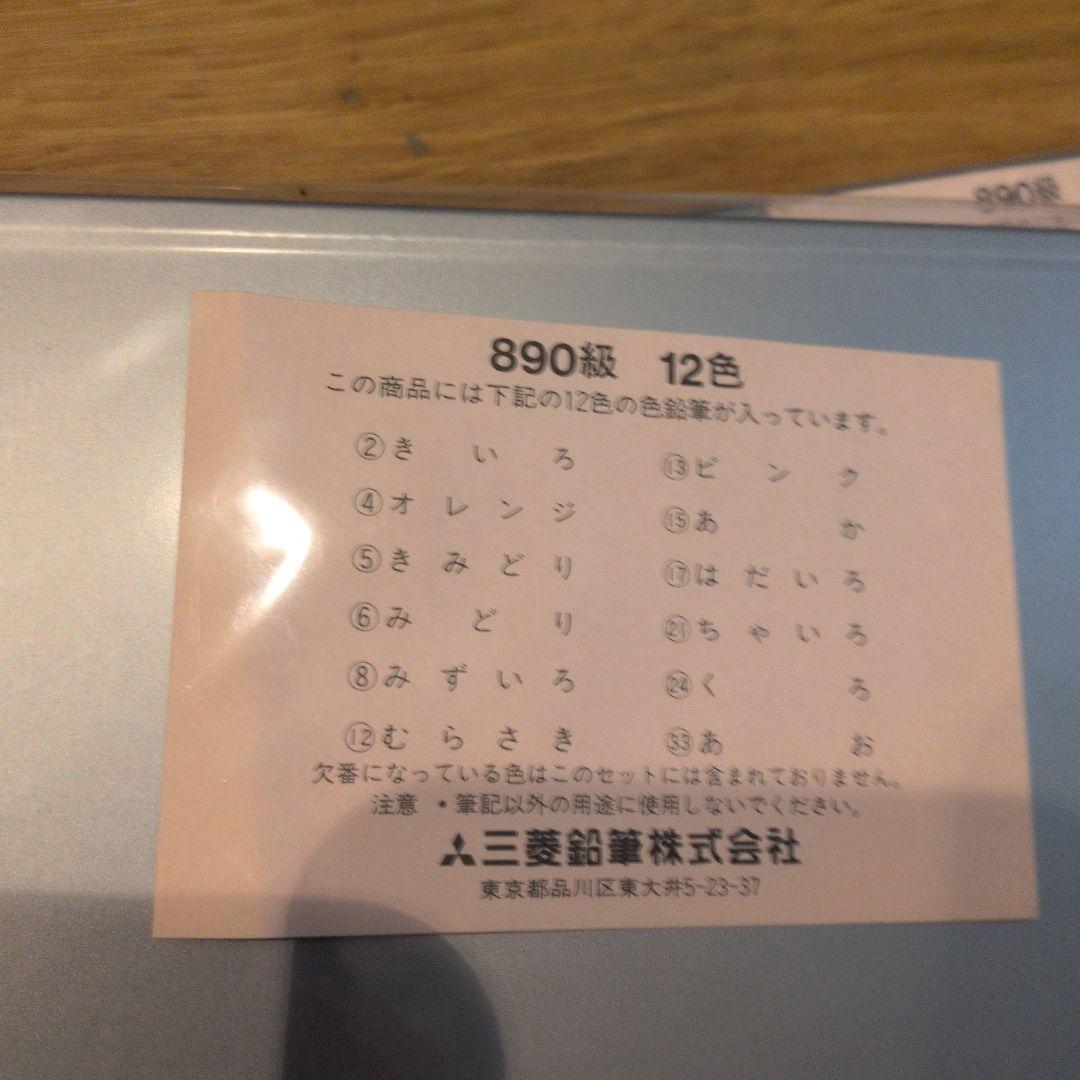 890級
890級 12色
この商品には下記の12色の色鉛筆が入っています。
②きいろ ⑬ピンク
④オレンジ ⑮あか
⑤きみどり ⑰はだいろ
⑥みどり ㉑ちゃいろ
⑧みずいろ ㉔くろ
⑫むらさき ㉝あお
欠番になっている色はこのセットには含まれておりません。
注意 ・筆記以外の用途に使用しないでください。
三菱鉛筆株式会社
東京都品川区東大井5-23-37